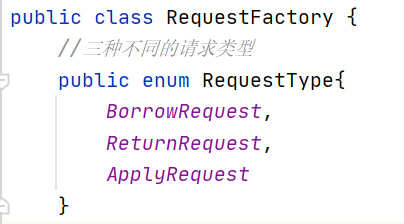 public class RequestFactory {
//三种不同的请求类型
public enum RequestType{
BorrowRequest,
ReturnRequest,
ApplyRequest
}